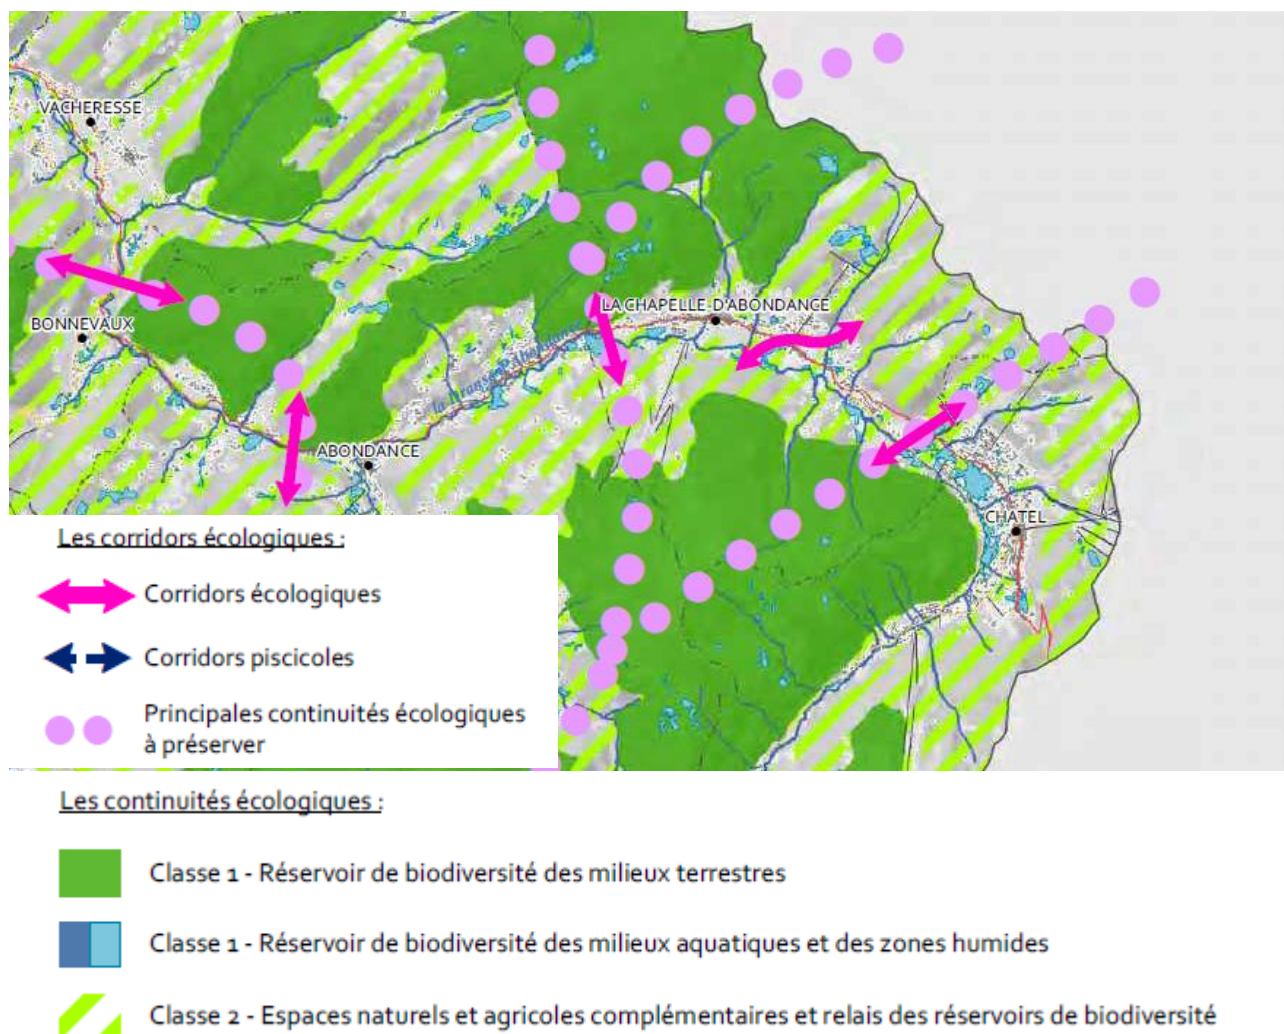 VACHERESSE
BONNEVAUX
LA CHAPELLE D'ABONDANCE
ABONDANCE
CHATEL
Les corridors écologiques :
Corridors écologiques
Corridors piscicoles
Principales continuités écologiques
à préserver
Les continuités écologiques :
Classe 1 - Réservoir de biodiversité des milieux terrestres
Classe 1 - Réservoir de biodiversité des milieux aquatiques et des zones humides
Classe 2 - Espaces naturels et agricoles complémentaires et relais des réservoirs de biodiversité